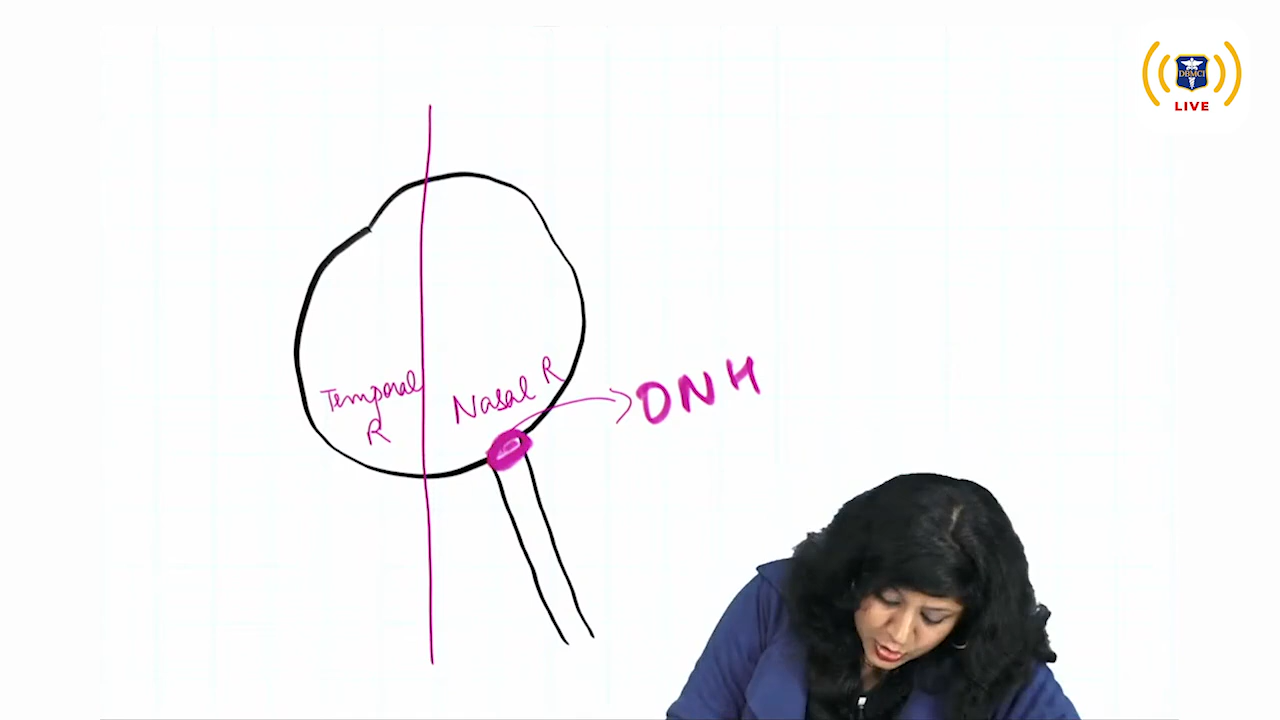 DBMCI
LIVE
Temporal
R
Nasal R
ONH